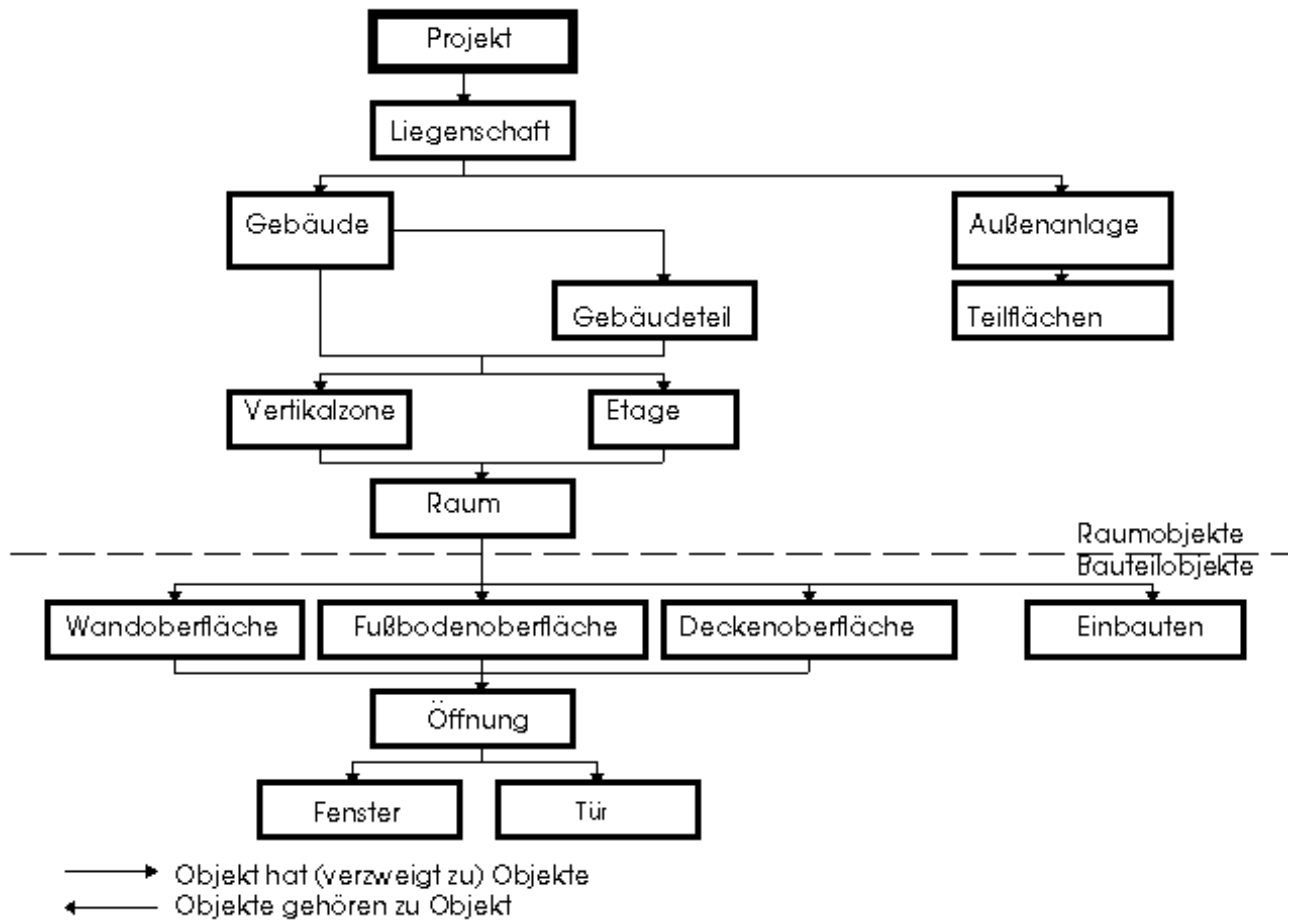 Projekt
Liegenschaft
Gebäude
Außenanlage
Gebäudeteil
Teilflächen
Vertikalzone
Etage
Raum
Raumobjekte
Bauteilobjekte
Wandoberfläche
Fußbodenoberfläche
Deckenoberfläche
Einbauten
Öffnung
Fenster
Tür
Objekt hat (verzweigt zu) Objekte
Objekte gehören zu Objekt